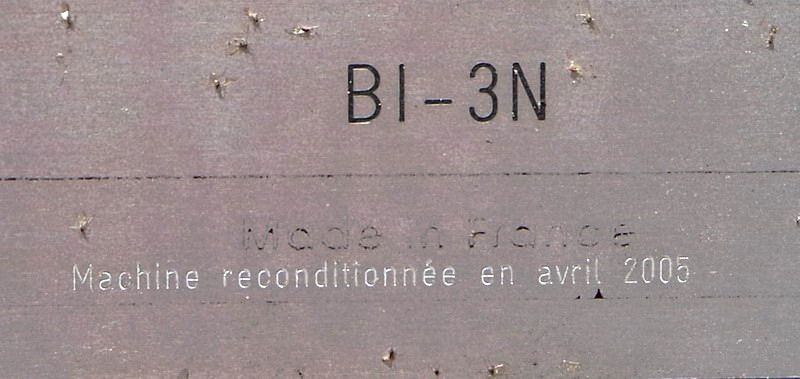 BI-3N
Made in France
Machine reconditionnée en avril 2005